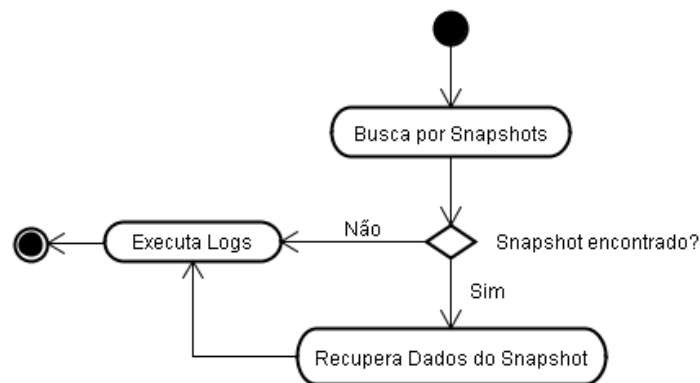 Busca por Snapshots
Não
Executa Logs
Snapshot encontrado?
Sim
Recupera Dados do Snapshot